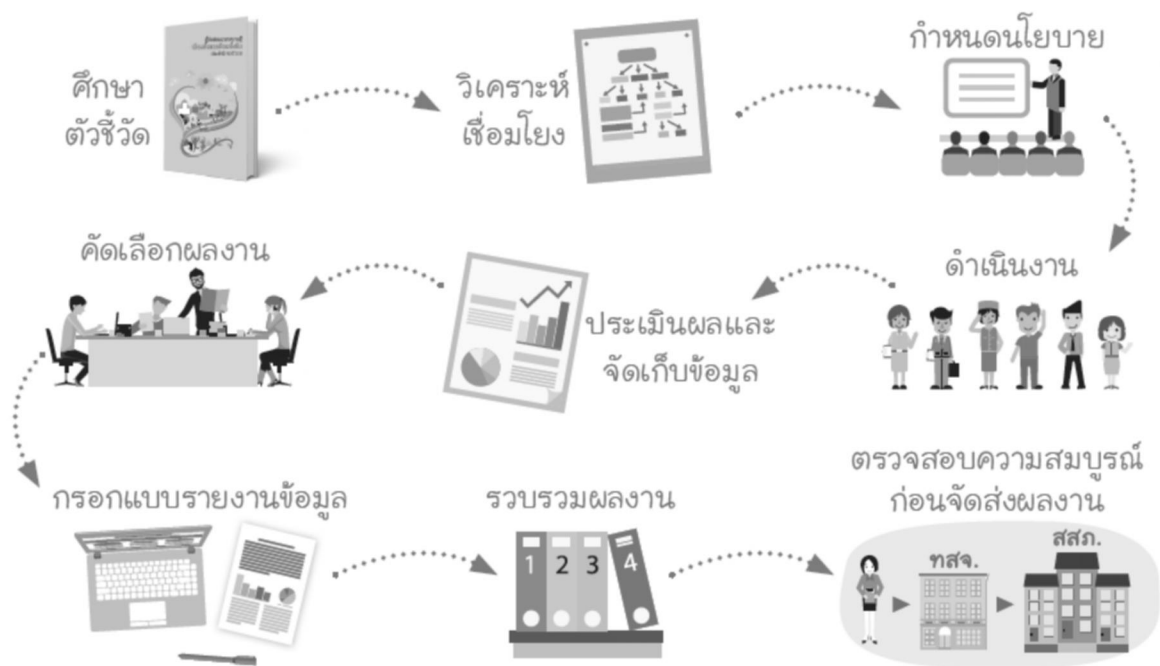 ศึกษา
ตัวชี้วัด
วิเคราะห์
เชื่อมโยง
กำหนดนโยบาย
ดำเนินงาน
ประเมินผลและ
จัดเก็บข้อมูล
คัดเลือกผลงาน
กรอกแบบรายงานข้อมูล
รวบรวมผลงาน
1 2 3 4
ตรวจสอบความสมบูรณ์
ก่อนจัดส่งผลงาน
ทสจ.
สสภ.